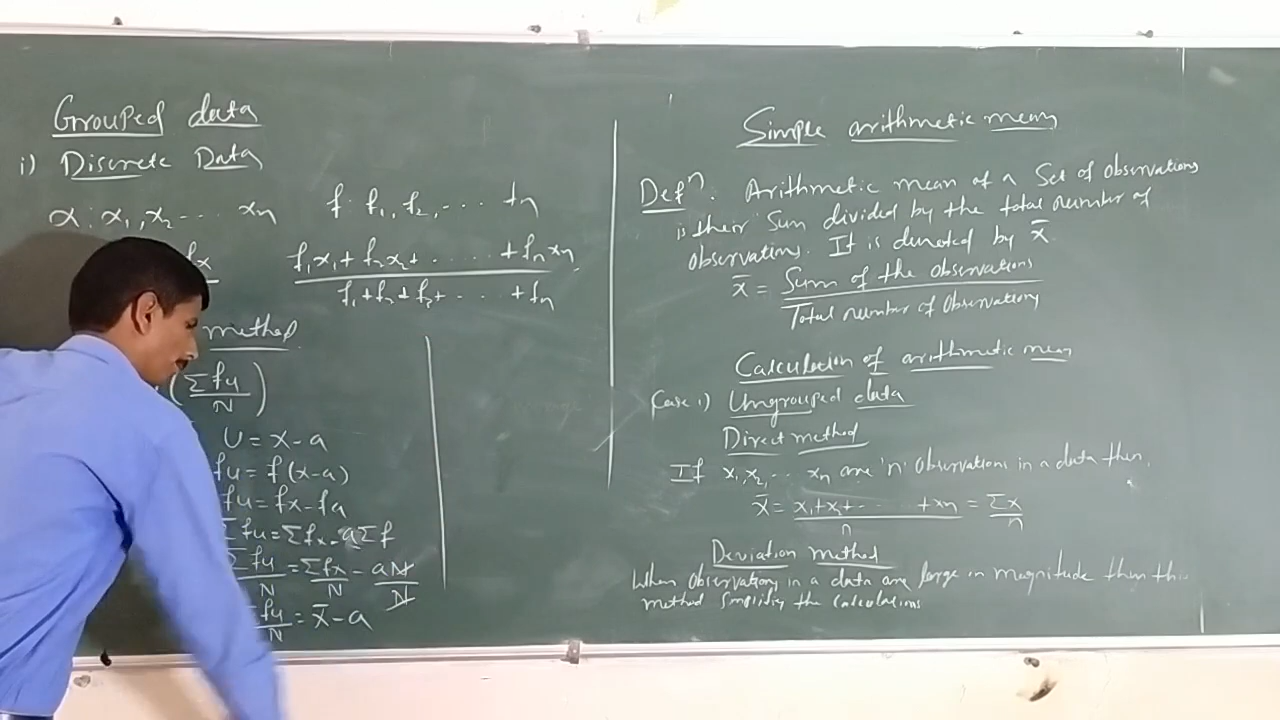 Grouped data
i) Discrete Data
x: x₁, x₂ ... xₙ f: f₁, f₂, ... fₙ
fx f₁x₁ + f₂x₂ + ...... + fₙxₙ
f₁ + f₂ + f₃ + ... + fₙ
method
(Σfu/N)
U = x - a
fu = f(x-a)
fu = fx - fa
Σfu = Σfx - aΣf
Σfu/N = Σfx/N - aN/N
fu/N = x̄ - a
Simple arithmetic mean
Defⁿ: Arithmetic mean of a Set of observations
is their Sum divided by the total number of
observations. It is denoted by x̄.
x̄ = Sum of the observations
Total number of observations
Calculation of arithmetic mean
Case i) Ungrouped data
Direct method
If x₁, x₂, ... xₙ are 'n' observations in a data then,
x̄ = x₁+x₂+... +xₙ/n = Σx/n
Deviation method
When observations in a data are large in magnitude then this
method simplify the calculations